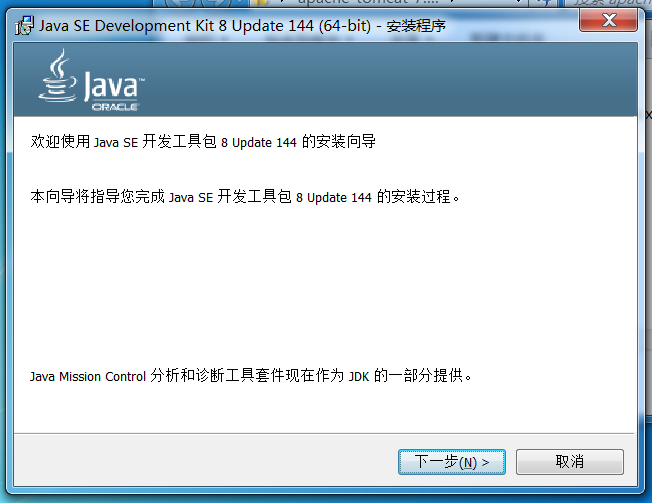 apache-tomcat-7....
Java SE Development Kit 8 Update 144 (64-bit) - 安装程序
Java™
ORACLE
欢迎使用 Java SE 开发工具包 8 Update 144 的安装向导
本向导将指导您完成 Java SE 开发工具包 8 Update 144 的安装过程。
Java Mission Control 分析和诊断工具套件现在作为 JDK 的一部分提供。
下一步(N) >
取消